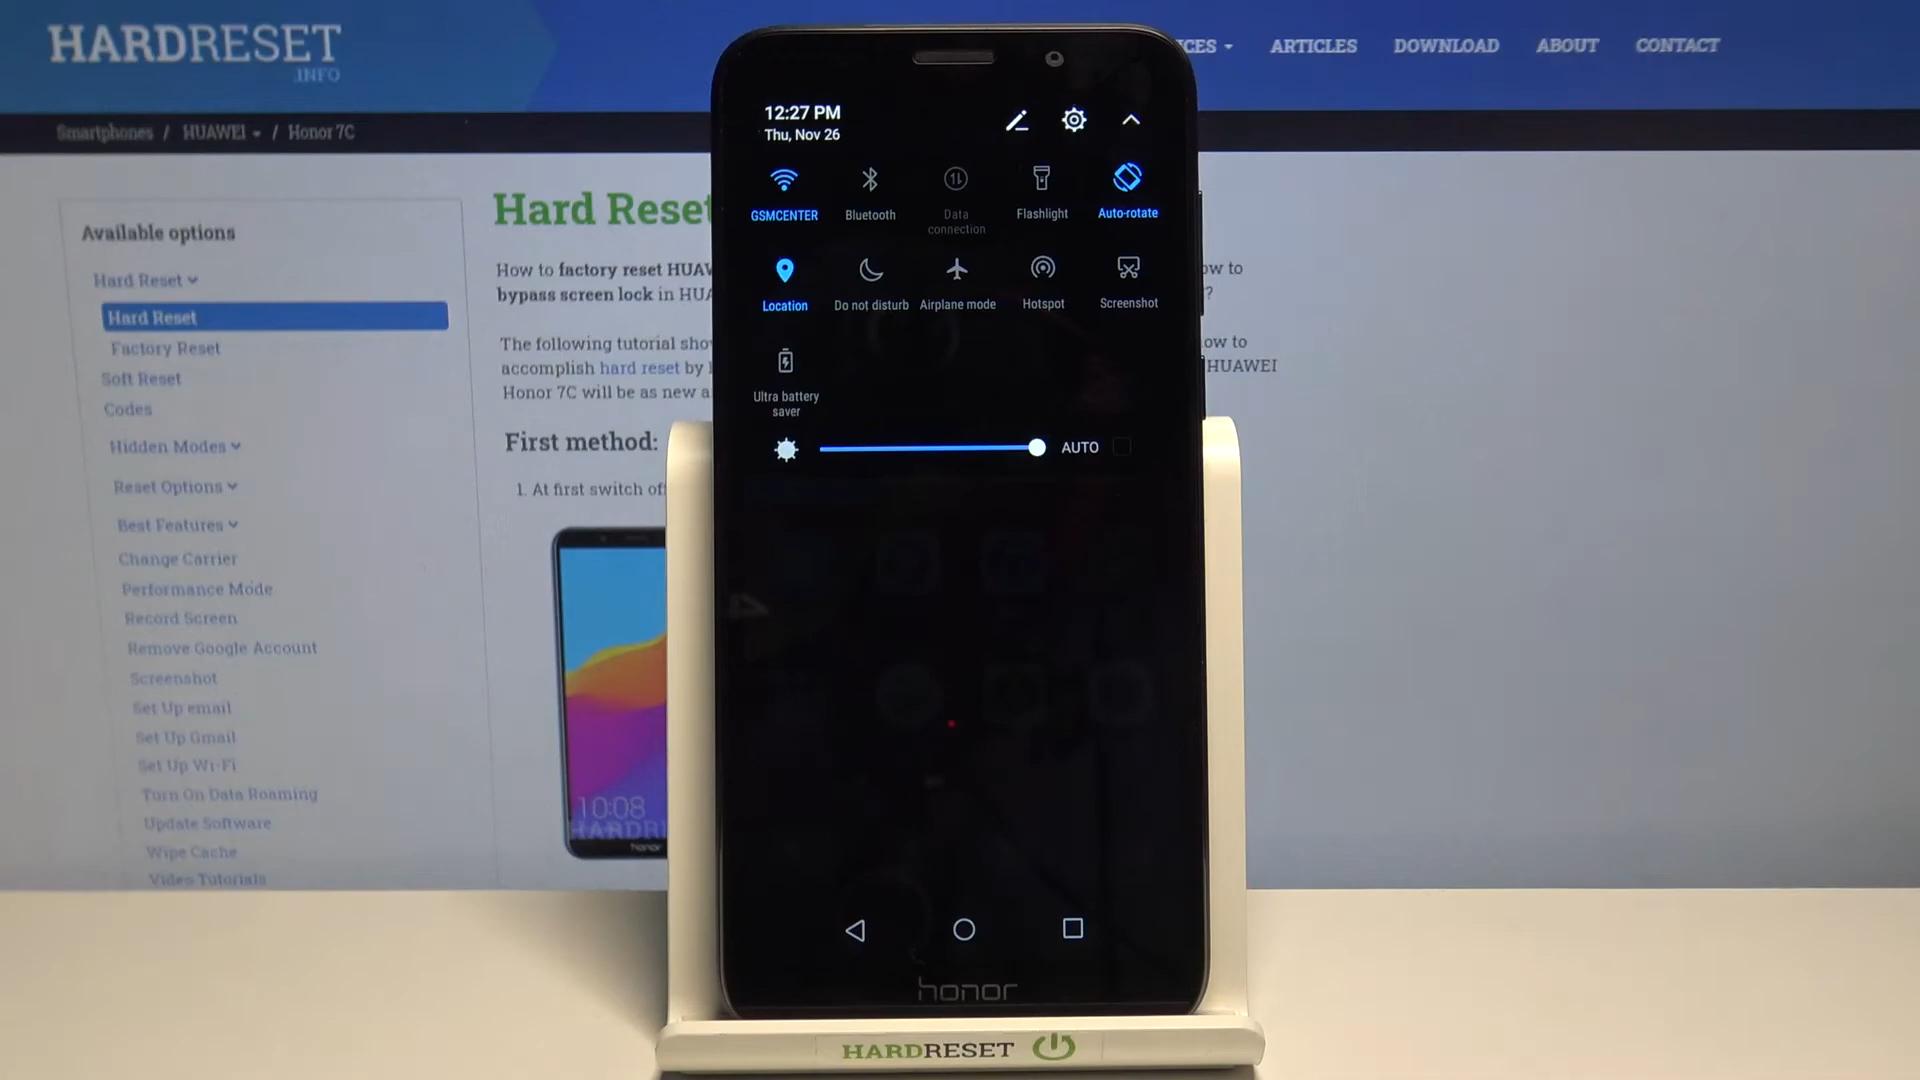 HARDRESET
.INFO
ICES
ARTICLES
DOWNLOAD
ABOUT
CONTACT
Smartphones / HUAWEI / Honor 7C
Available options
Hard Reset
Hard Reset
Factory Reset
Soft Reset
Codes
Hidden Modes
Reset Options
Best Features
Change Carrier
Performance Mode
Record Screen
Remove Google Account
Screenshot
Set Up email
Set Up Gmail
Set Up Wi-Fi
Turn On Data Roaming
Update Software
Wipe Cache
Video Tutorials
Hard Reset
How to factory reset HUAW
bypass screen lock in HUA
ow to
?
The following tutorial sho
accomplish hard reset by
Honor 7C will be as new a
ow to
HUAWEI
First method:
1. At first switch of
10:08
HARDR
honor
12:27 PM
Thu, Nov 26
GSMCENTER
Bluetooth
Data
connection
Flashlight
Auto-rotate
Location
Do not disturb
Airplane mode
Hotspot
Screenshot
Ultra battery
saver
AUTO
honor
HARDRESET